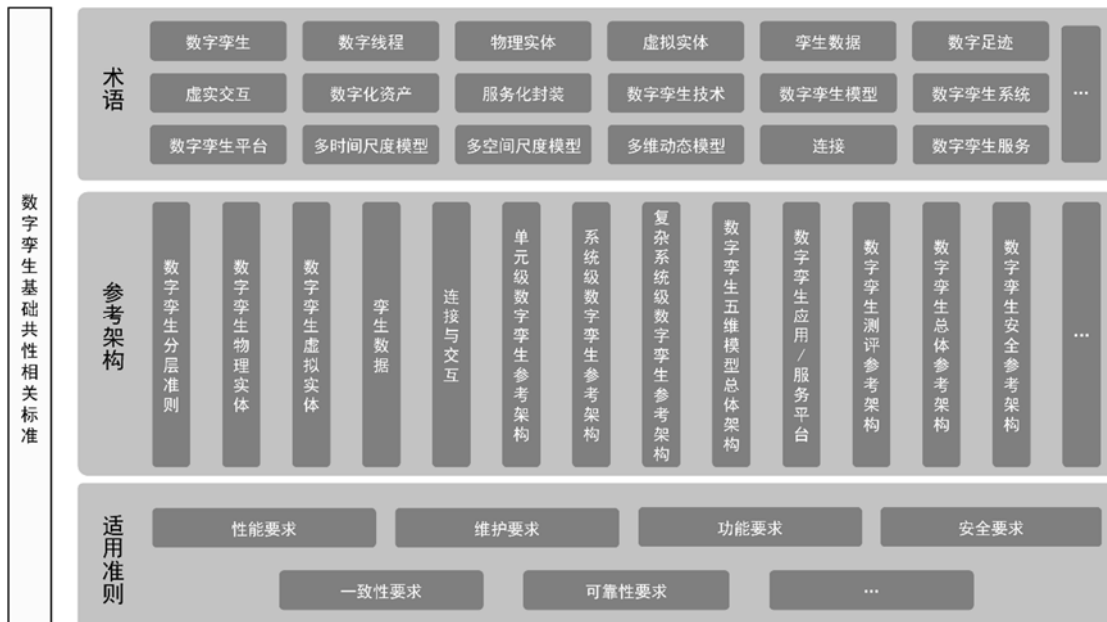 数字孪生基础共性相关标准
术语
数字孪生
数字线程
物理实体
虚拟实体
孪生数据
数字足迹
虚实交互
数字化资产
服务化封装
数字孪生技术
数字孪生模型
数字孪生系统
...
数字孪生平台
多时间尺度模型
多空间尺度模型
多维动态模型
连接
数字孪生服务
参考架构
数字孪生分层准则
数字孪生物理实体
数字孪生虚拟实体
孪生数据
连接与交互
单元级数字孪生参考架构
系统级数字孪生参考架构
复杂系统级数字孪生参考架构
数字孪生五维模型总体架构
数字孪生应用/服务平台
数字孪生测评参考架构
数字孪生总体参考架构
数字孪生安全参考架构
...
适用准则
性能要求
维护要求
功能要求
安全要求
一致性要求
可靠性要求
...